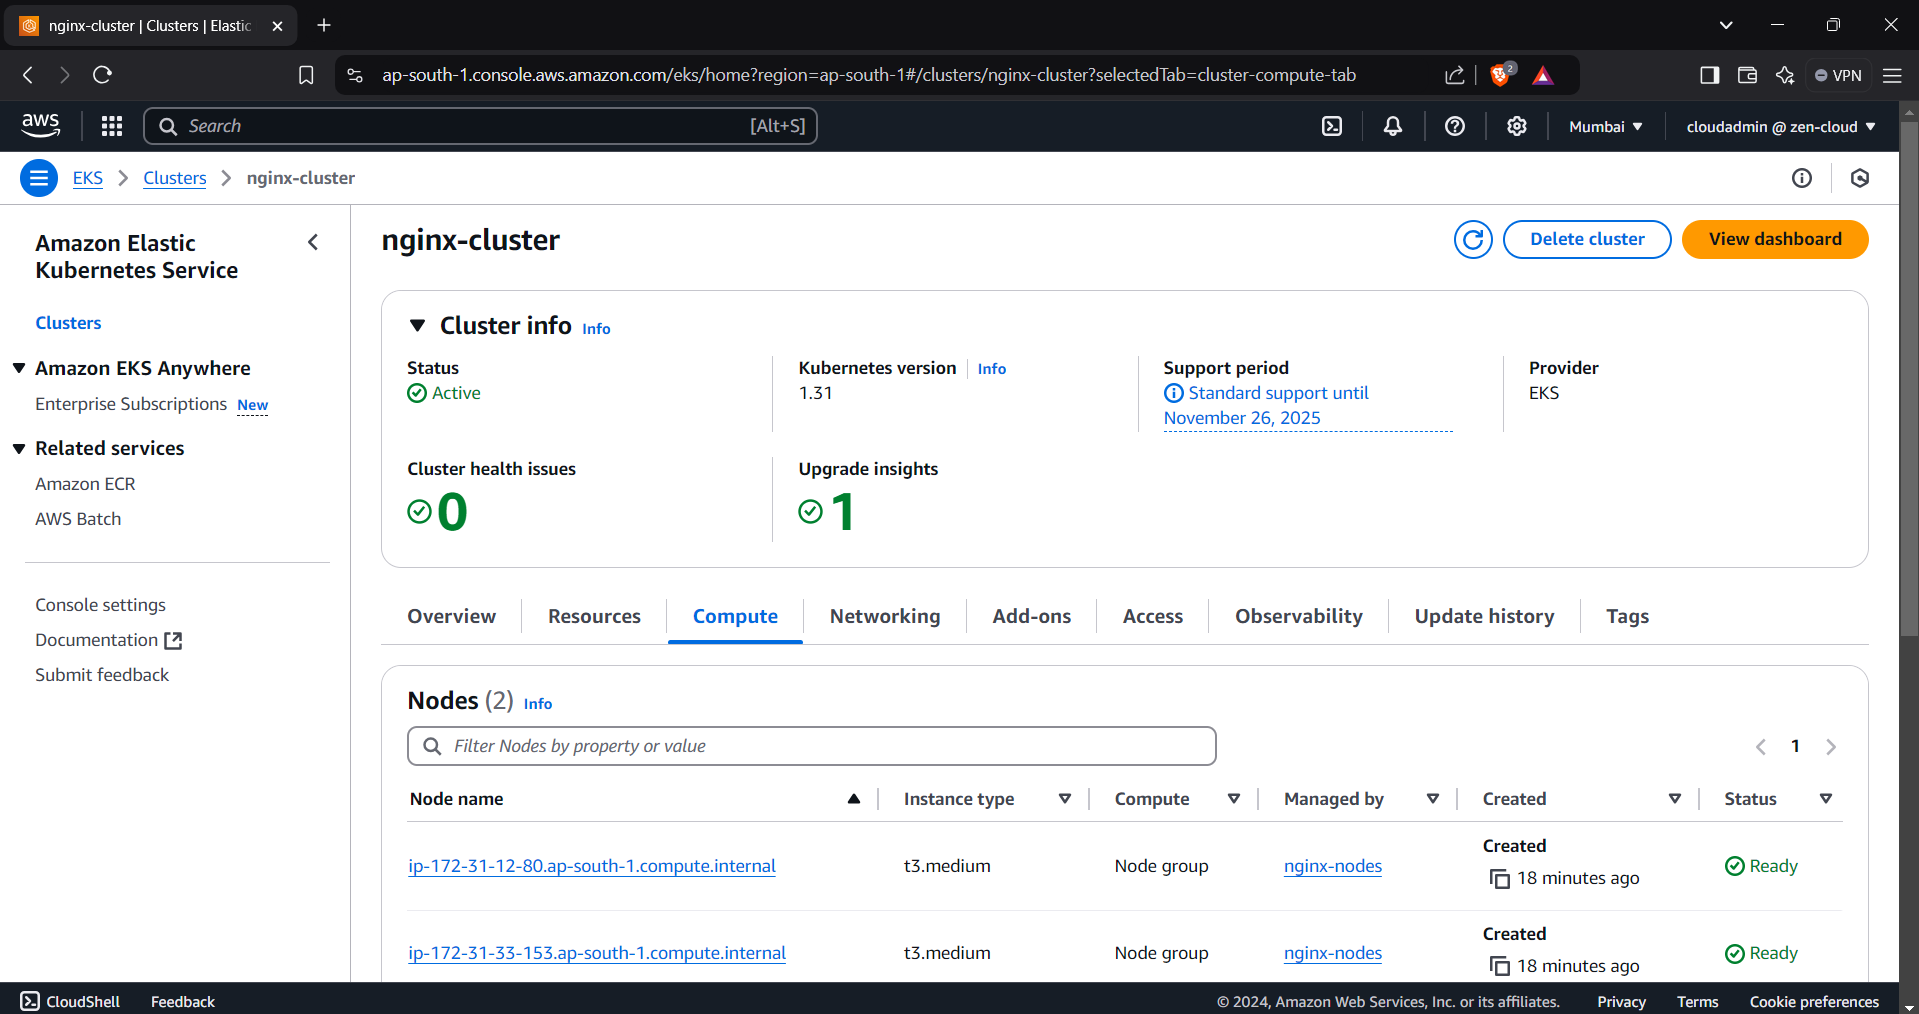 nginx-cluster | Clusters | Elastic
ap-south-1.console.aws.amazon.com/eks/home?region=ap-south-1#/clusters/nginx-cluster?selectedTab=cluster-compute-tab
2
VPN
aws
Search
[Alt+S]
Mumbai
cloudadmin @ zen-cloud
EKS
Clusters
nginx-cluster
Amazon Elastic
Kubernetes Service
Clusters
Amazon EKS Anywhere
Enterprise Subscriptions New
Related services
Amazon ECR
AWS Batch
Console settings
Documentation
Submit feedback
nginx-cluster
Delete cluster
View dashboard
Cluster info Info
Status
Active
Kubernetes version Info
1.31
Support period
Standard support until
November 26, 2025
Provider
EKS
Cluster health issues
0
Upgrade insights
1
Overview
Resources
Compute
Networking
Add-ons
Access
Observability
Update history
Tags
Nodes (2) Info
Filter Nodes by property or value
1
Node name
Instance type
Compute
Managed by
Created
Status
ip-172-31-12-80.ap-south-1.compute.internal
t3.medium
Node group
nginx-nodes
Created
18 minutes ago
Ready
ip-172-31-33-153.ap-south-1.compute.internal
t3.medium
Node group
nginx-nodes
Created
18 minutes ago
Ready
CloudShell
Feedback
© 2024, Amazon Web Services, Inc. or its affiliates.
Privacy
Terms
Cookie preferences